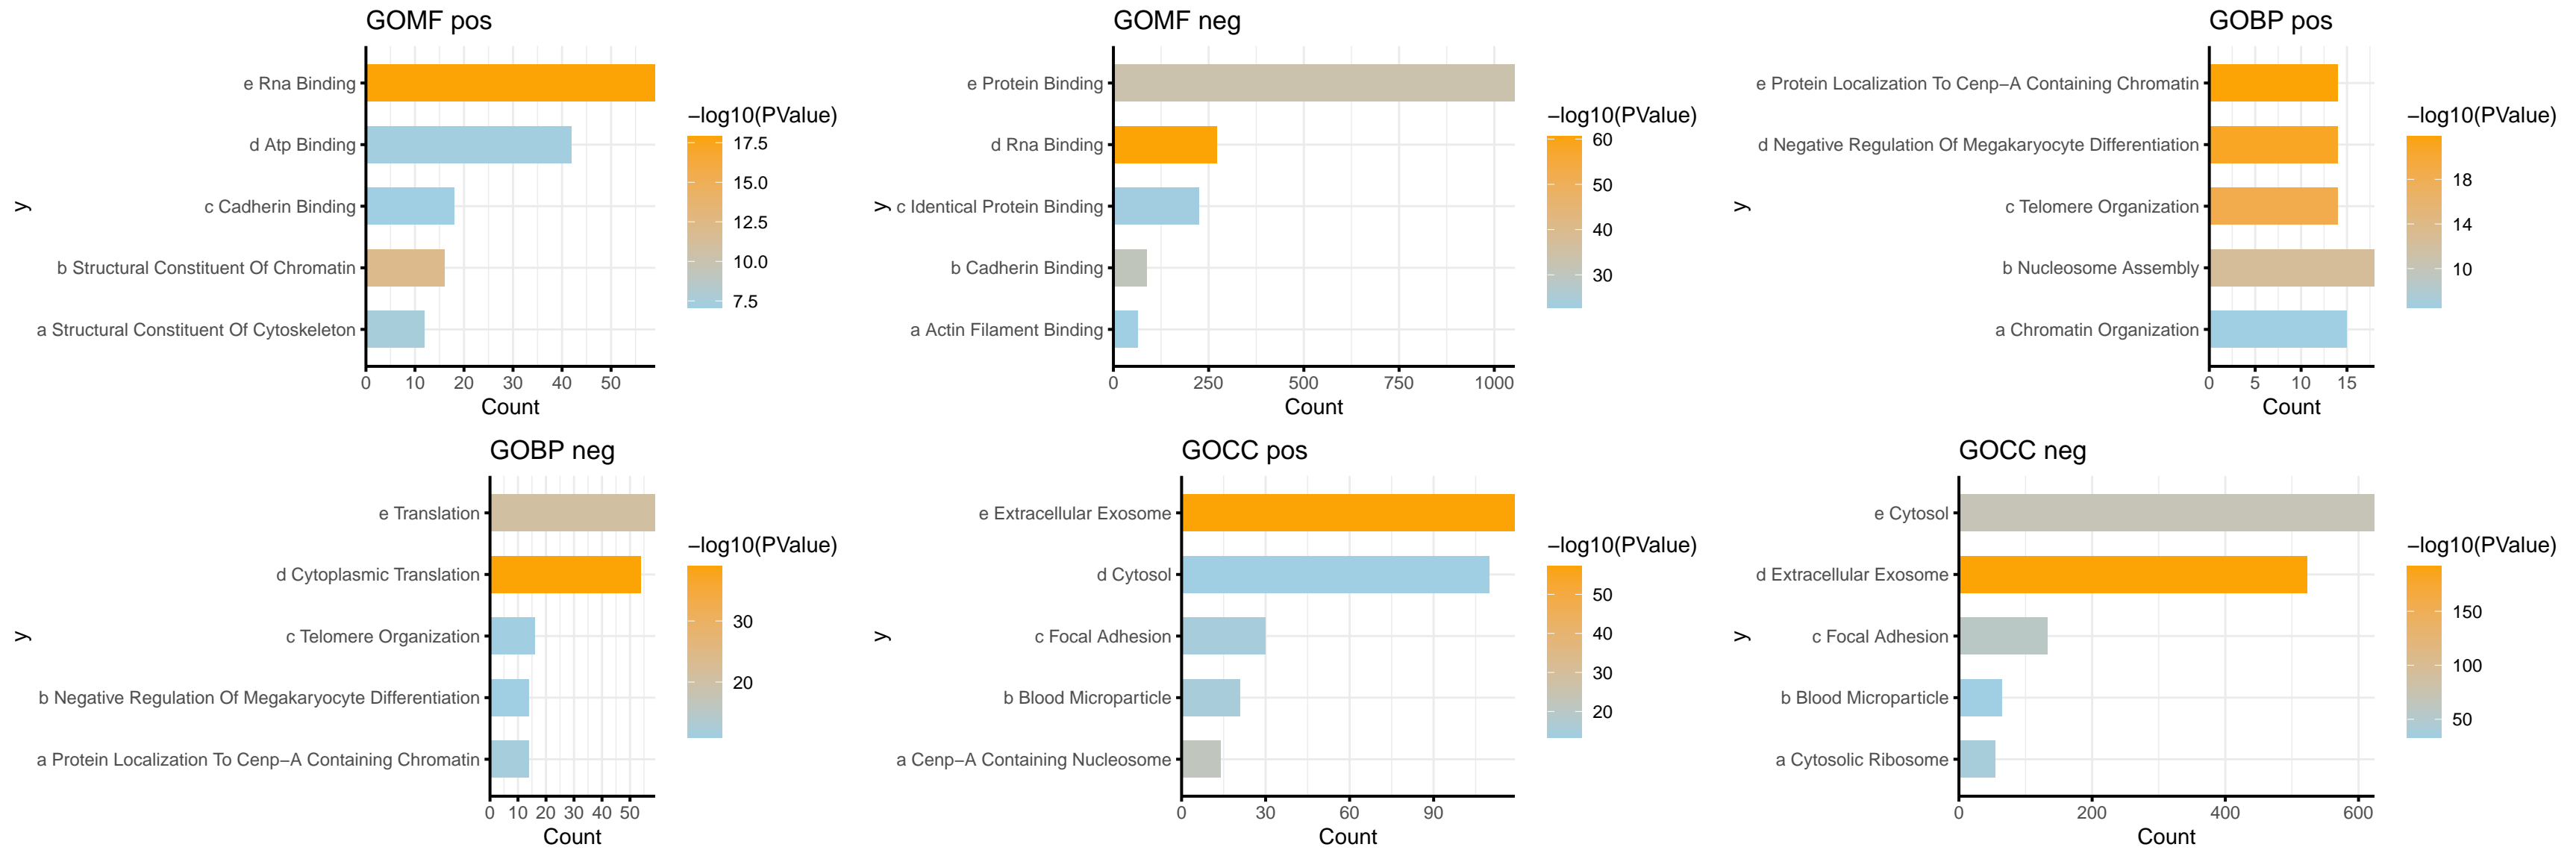 GOMF pos
e Rna Binding
d Atp Binding
c Cadherin Binding
b Structural Constituent Of Chromatin
a Structural Constituent Of Cytoskeleton
y
0 10 20 30 40 50
Count
−log10(PValue)
17.5
15.0
12.5
10.0
7.5
GOMF neg
e Protein Binding
d Rna Binding
c Identical Protein Binding
b Cadherin Binding
a Actin Filament Binding
y
0 250 500 750 1000
Count
−log10(PValue)
60
50
40
30
GOBP pos
e Protein Localization To Cenp−A Containing Chromatin
d Negative Regulation Of Megakaryocyte Differentiation
c Telomere Organization
b Nucleosome Assembly
a Chromatin Organization
y
0 5 10 15
Count
−log10(PValue)
18
14
10
GOBP neg
e Translation
d Cytoplasmic Translation
c Telomere Organization
b Negative Regulation Of Megakaryocyte Differentiation
a Protein Localization To Cenp−A Containing Chromatin
y
0 10 20 30 40 50
Count
−log10(PValue)
30
20
GOCC pos
e Extracellular Exosome
d Cytosol
c Focal Adhesion
b Blood Microparticle
a Cenp−A Containing Nucleosome
y
0 30 60 90
Count
−log10(PValue)
50
40
30
20
GOCC neg
e Cytosol
d Extracellular Exosome
c Focal Adhesion
b Blood Microparticle
a Cytosolic Ribosome
y
0 200 400 600
Count
−log10(PValue)
150
100
50